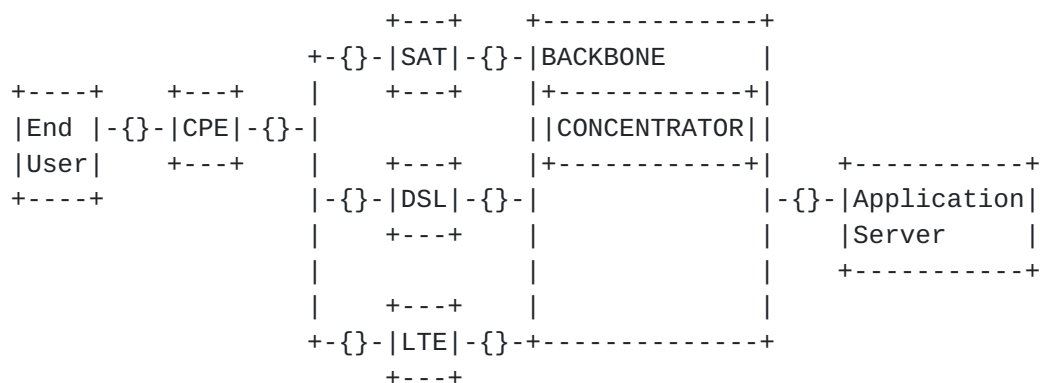 +---+    +--------------+
                  +-{}-|SAT|-{}-|BACKBONE      |
+----+    +---+   |    +---+    |+------------+|
|End |-{}-|CPE|-{}-|            ||CONCENTRATOR||
|User|    +---+   |    +---+    |+------------+|    +-----------+
+----+            |-{}-|DSL|-{}-|              |-{}-|Application|
                  |    +---+    |              |    |Server     |
                  |             |              |    +-----------+
                  |    +---+    |              |
                  +-{}-|LTE|-{}-+--------------+
                       +---+